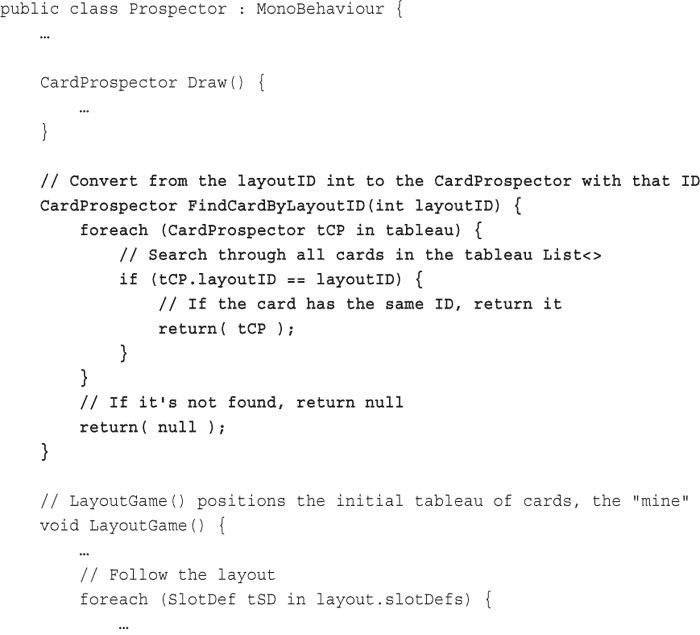 public class Prospector : MonoBehaviour {
    …
    CardProspector Draw() {
        …
    }
    // Convert from the layoutID int to the CardProspector with that ID
    CardProspector FindCardByLayoutID(int layoutID) {
        foreach (CardProspector tCP in tableau) {
            // Search through all cards in the tableau List<>
            if (tCP.layoutID == layoutID) {
                // If the card has the same ID, return it
                return( tCP );
            }
        }
        // If it's not found, return null
        return( null );
    }
    // LayoutGame() positions the initial tableau of cards, the "mine"
    void LayoutGame() {
        …
        // Follow the layout
        foreach (SlotDef tSD in layout.slotDefs) {
            …